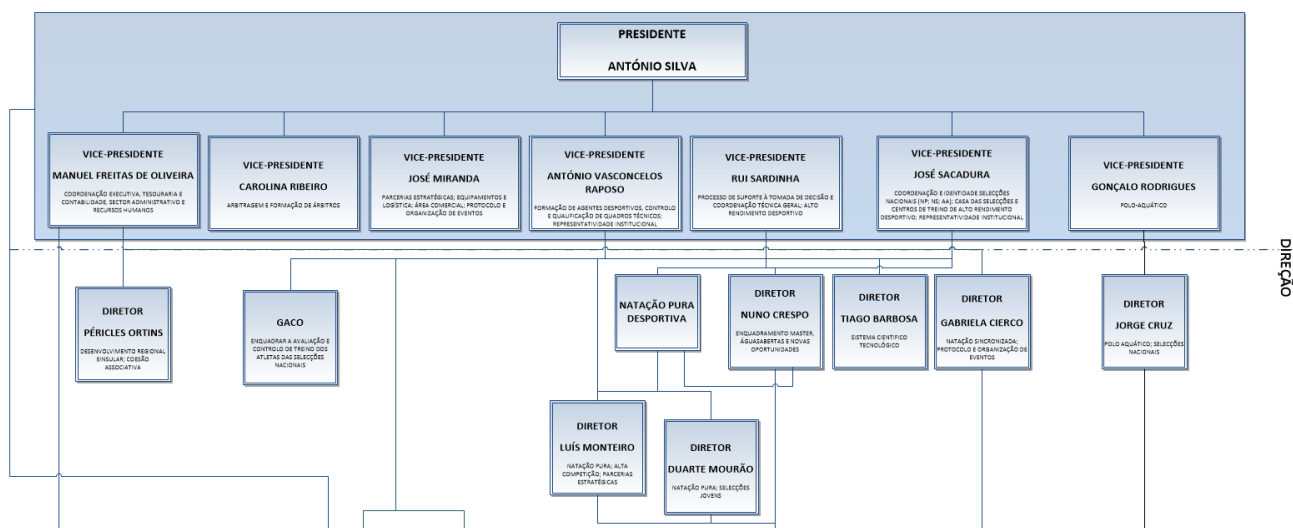 PRESIDENTE
ANTÓNIO SILVA
VICE-PRESIDENTE
MANUEL FREITAS DE OLIVEIRA
COORDENAÇÃO EXECUTIVA, TESOURARIA E
CONTABILIDADE, SECTOR ADMINISTRATIVO E
RECURSOS HUMANOS
VICE-PRESIDENTE
CAROLINA RIBEIRO
ARBITRAGEM E FORMAÇÃO DE ÁRBITROS
VICE-PRESIDENTE
JOSÉ MIRANDA
PARCERIAS ESTRATÉGICAS; EQUIPAMENTOS E
LOGÍSTICA; ÁREA COMERCIAL; PROTOCOLO E
ORGANIZAÇÃO DE EVENTOS
VICE-PRESIDENTE
ANTÓNIO VASCONCELOS
RAPOSO
FORMAÇÃO DE AGENTES DESPORTIVOS, CONTROLO
E QUALIFICAÇÃO DE QUADROS TÉCNICOS;
REPRESENTATIVIDADE INSTITUCIONAL
VICE-PRESIDENTE
RUI SARDINHA
PROCESSO DE SUPORTE À TOMADA DE DECISÃO E
COORDENAÇÃO TÉCNICA GERAL; ALTO
RENDIMENTO DESPORTIVO
VICE-PRESIDENTE
JOSÉ SACADURA
COORDENAÇÃO E IDENTIDADE SELECÇÕES
NACIONAIS (NP; NS; AA); CASA DAS SELECÇÕES E
CENTROS DE TREINO DE ALTO RENDIMENTO
DESPORTIVO; REPRESENTATIVIDADE INSTITUCIONAL
VICE-PRESIDENTE
GONÇALO RODRIGUES
POLO-AQUÁTICO
DIREÇÃO
DIRETOR
PÉRICLES ORTINS
DESENVOLVIMENTO REGIONAL
EINSULAR; COESÃO
ASSOCIATIVA
GACO
ENQUADRAR A AVALIAÇÃO E
CONTROLO DE TREINO DOS
ATLETAS DAS SELECÇÕES
NACIONAIS
NATAÇÃO PURA
DESPORTIVA
DIRETOR
NUNO CRESPO
ENQUADRAMENTO MASTER,
ÁGUASABERTAS E NOVAS
OPORTUNIDADES
DIRETOR
TIAGO BARBOSA
SISTEMA CIENTIFICO
TECNOLÓGICO
DIRETOR
GABRIELA CIERCO
NATAÇÃO SINCRONIZADA;
PROTOCOLO E ORGANIZAÇÃO DE
EVENTOS
DIRETOR
JORGE CRUZ
POLO AQUÁTICO; SELECÇÕES
NACIONAIS
DIRETOR
LUÍS MONTEIRO
NATAÇÃO PURA; ALTA
COMPETIÇÃO; PARCERIAS
ESTRATÉGICAS
DIRETOR
DUARTE MOURÃO
NATAÇÃO PURA; SELECÇÕES
JOVENS